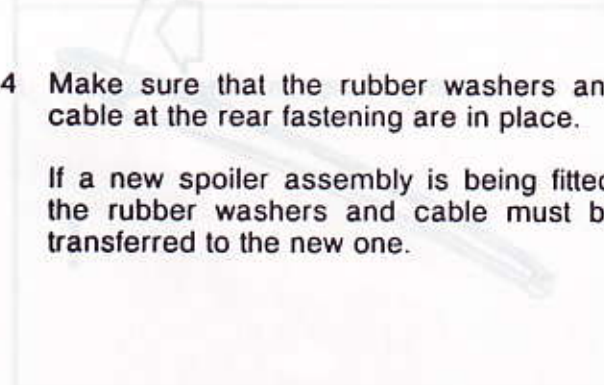 4 Make sure that the rubber washers an
cable at the rear fastening are in place.
If a new spoiler assembly is being fitted
the rubber washers and cable must b
transferred to the new one.